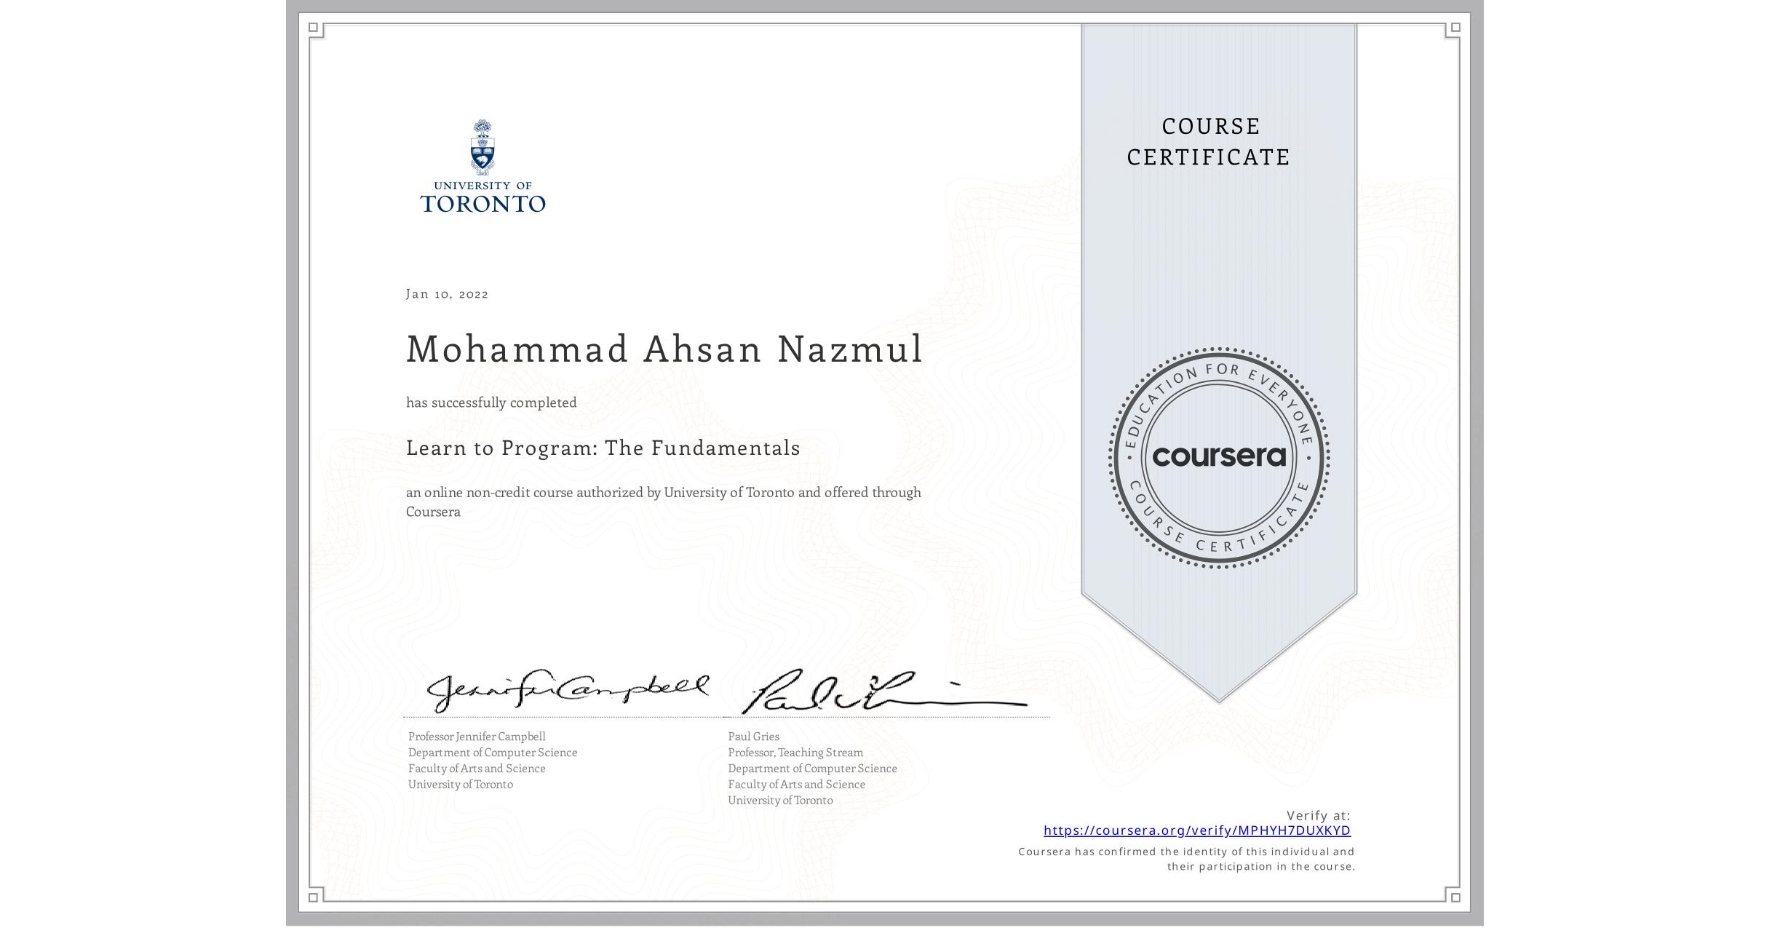 UNIVERSITY OF
TORONTO
COURSE
CERTIFICATE
Jan 10, 2022
Mohammad Ahsan Nazmul
has successfully completed
Learn to Program: The Fundamentals
an online non-credit course authorized by University of Toronto and offered through
Coursera
EDUCATION FOR EVERYONE
coursera
COURSE CERTIFICATE
Jennifer Campbell
Paul Gries
Professor Jennifer Campbell
Department of Computer Science
Faculty of Arts and Science
University of Toronto
Paul Gries
Professor, Teaching Stream
Department of Computer Science
Faculty of Arts and Science
University of Toronto
Verify at:
https://coursera.org/verify/MPHYH7DUXKYD
Coursera has confirmed the identity of this individual and
their participation in the course.